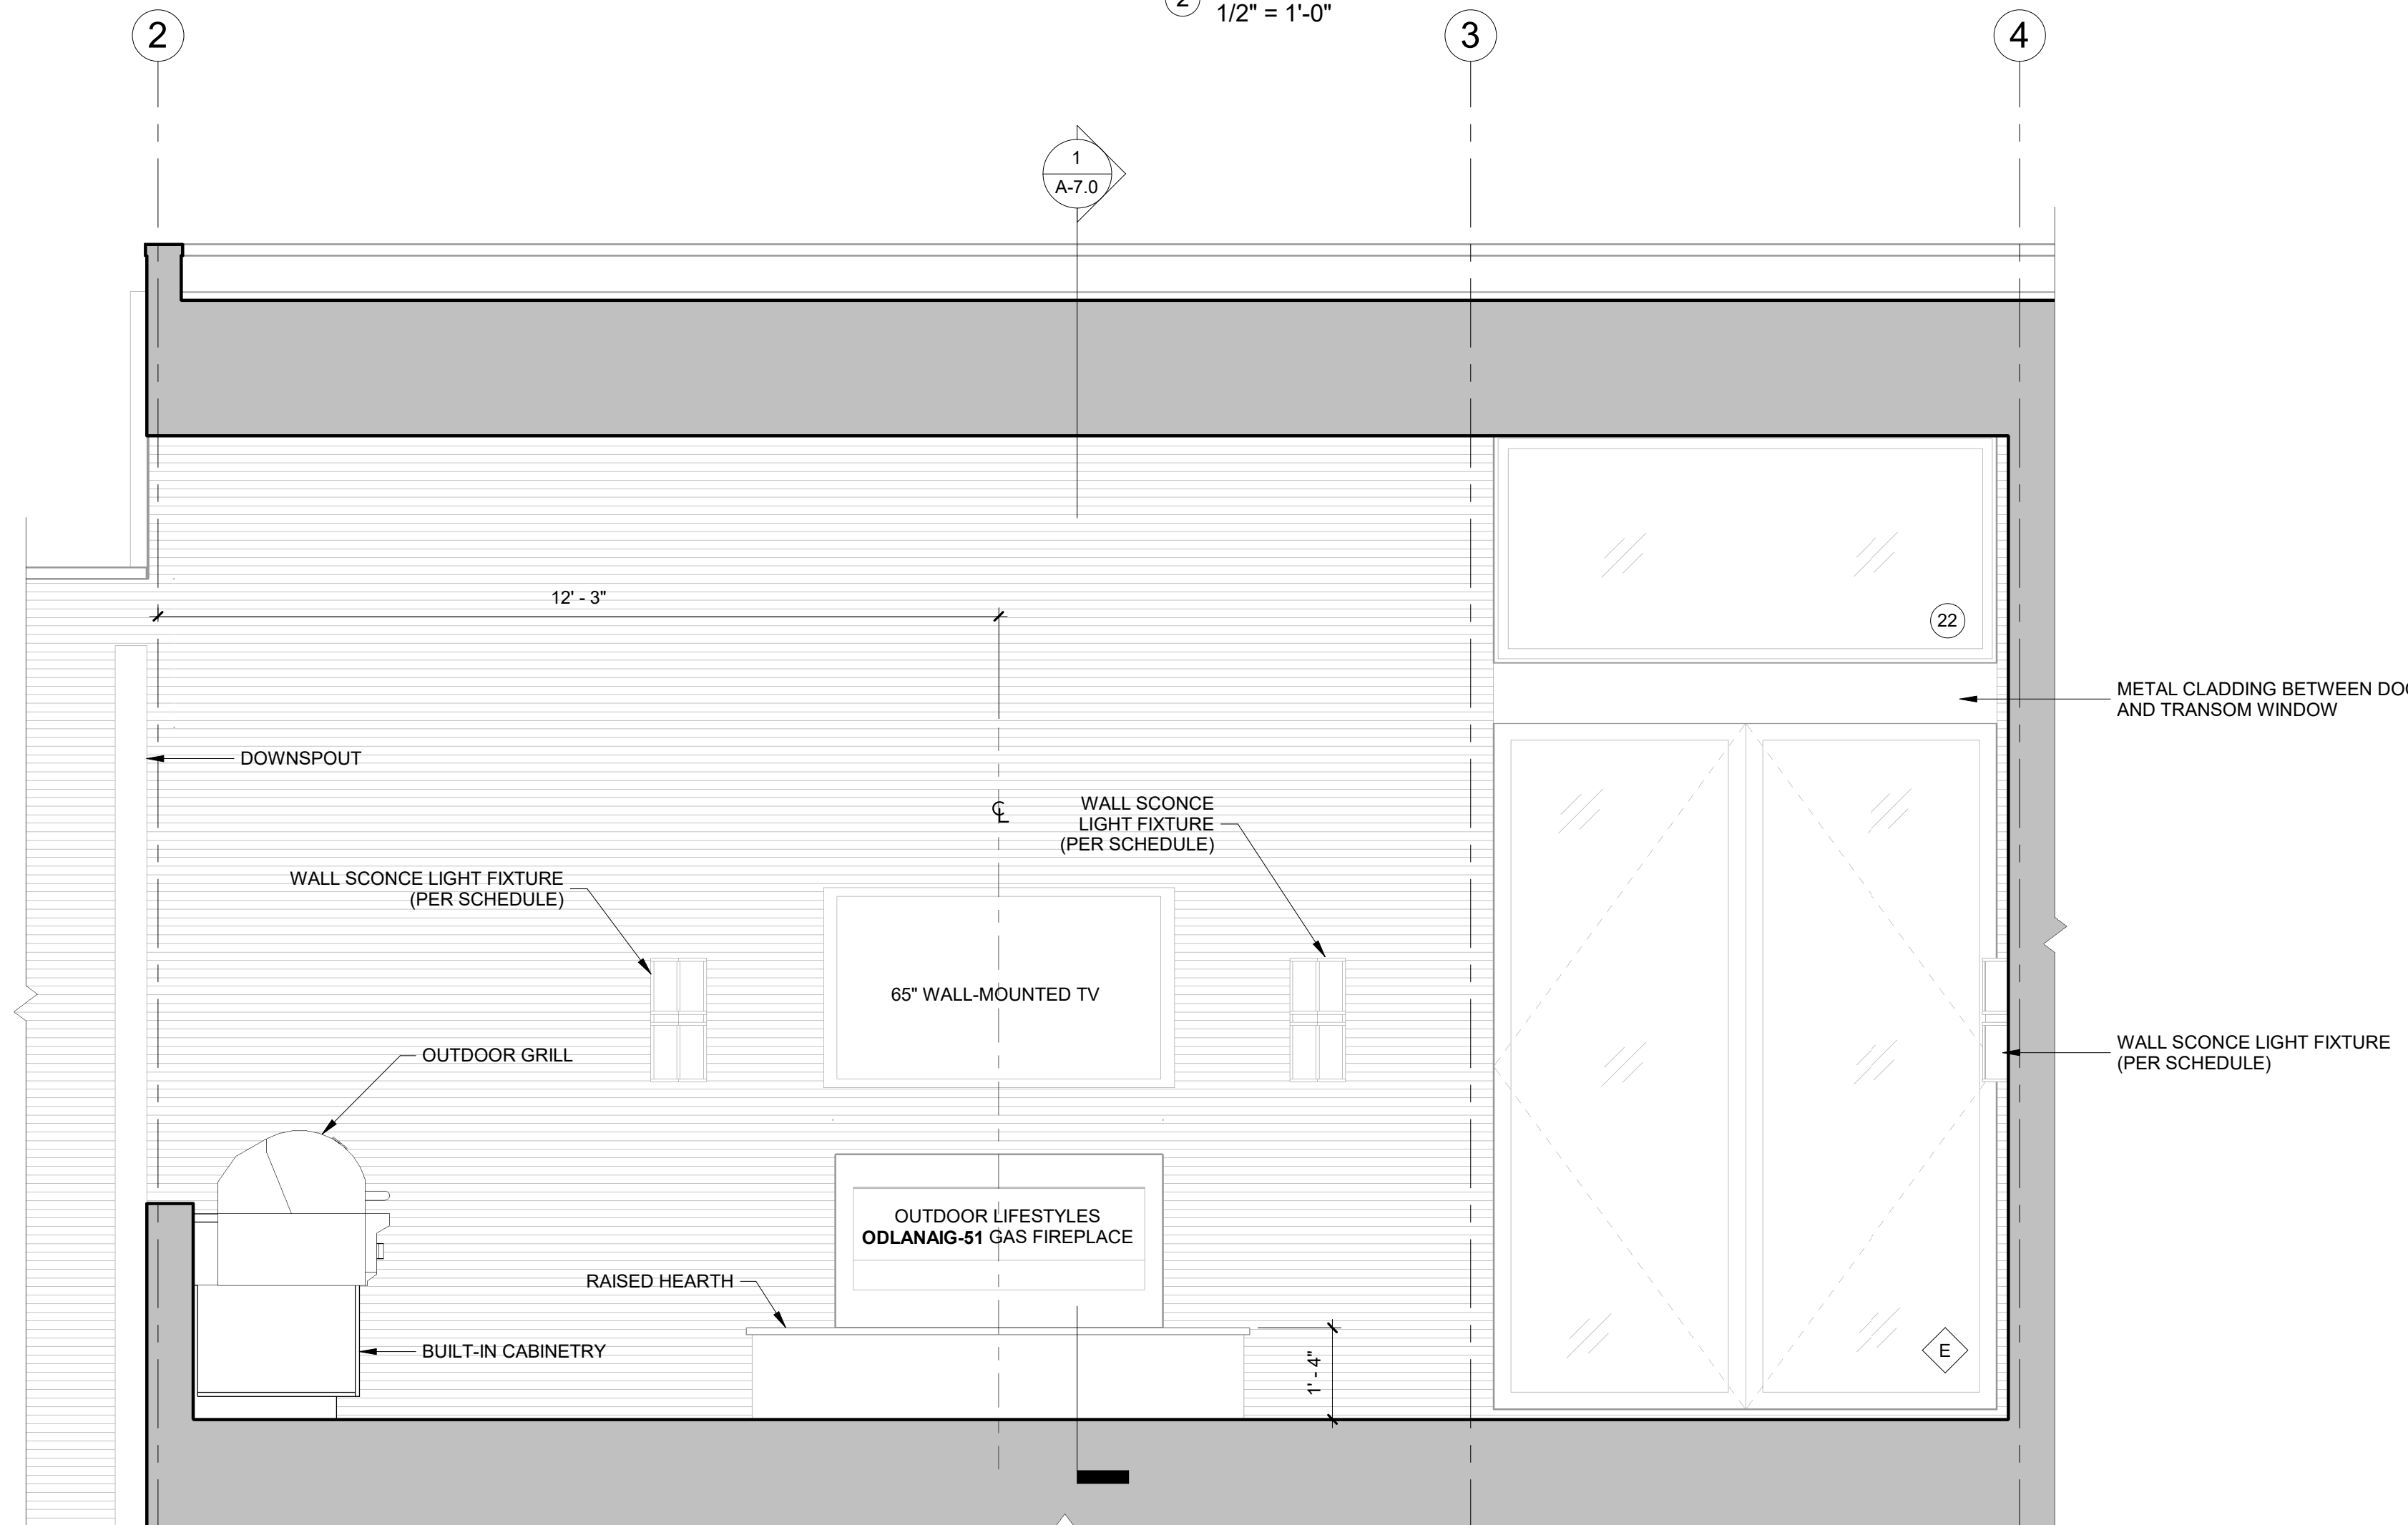 2
1/2" = 1'-0"
2
3
4
1
A-7.0
12' - 3"
22
METAL CLADDING BETWEEN
AND TRANSOM WINDOW
DOWNSPOUT
WALL SCONCE
LIGHT FIXTURE
(PER SCHEDULE)
WALL SCONCE LIGHT FIXTURE
(PER SCHEDULE)
65" WALL-MOUNTED TV
WALL SCONCE LIGHT FIXTURE
(PER SCHEDULE)
OUTDOOR GRILL
OUTDOOR LIFESTYLES
ODLANAIG-51 GAS FIREPLACE
RAISED HEARTH
BUILT-IN CABINETRY
1' - 4"
E